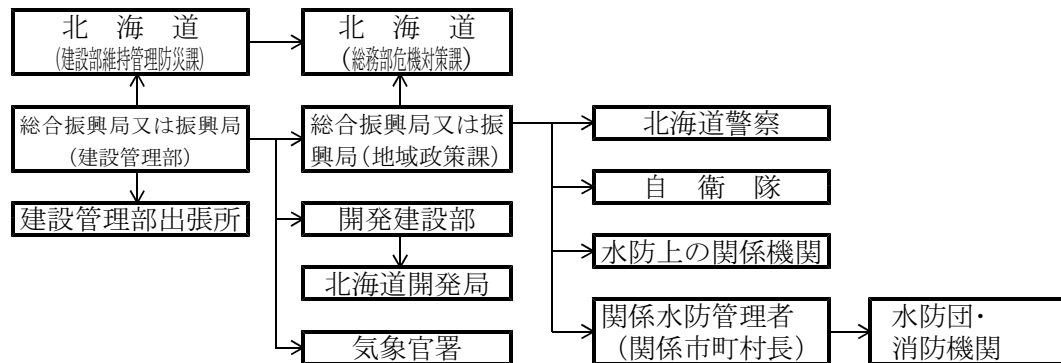 北　海　道
(建設部維持管理防災課)
北　海　道
(総務部危機対策課)
総合振興局又は振興局
(建設管理部)
総合振興局又は振
興局(地域政策課)
北海道警察
自　衛　隊
建設管理部出張所
開発建設部
水防上の関係機関
北海道開発局
関係水防管理者
(関係市町村長)
水防団・
消防機関
気象官署